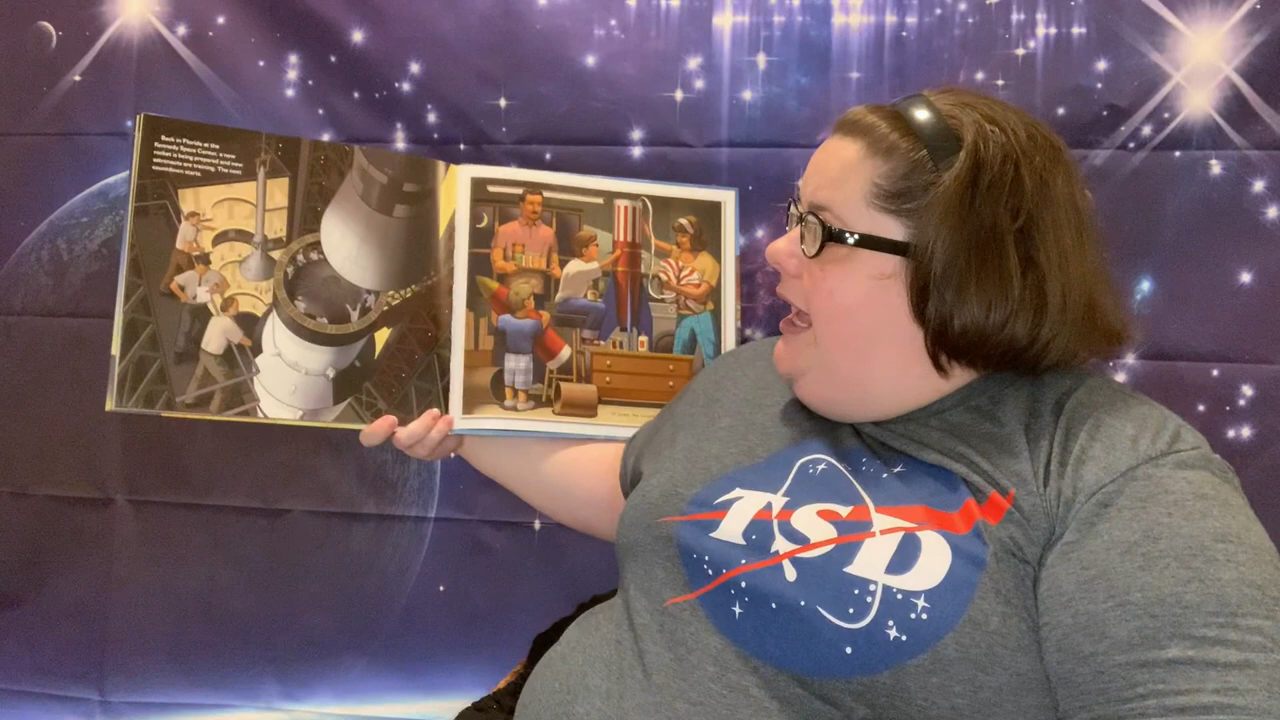 Back in Florida at the
Kennedy Space Center, a new
rocket is being prepared and new
astronauts are training. The next
countdown starts.
TSD